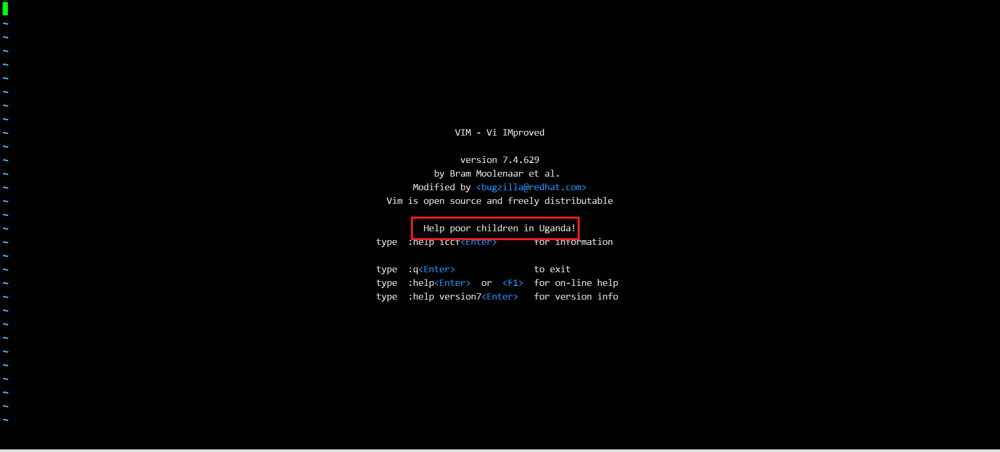 ~
~
~
~
~
~
~
~
~ VIM - Vi IMproved
~
~ version 7.4.629
~ by Bram Moolenaar et al.
~ Modified by <bugzilla@redhat.com>
~ Vim is open source and freely distributable
~
~ Help poor children in Uganda!
~ type :help iccf<Enter> for information
~
~ type :q<Enter> to exit
~ type :help<Enter> or <F1> for on-line help
~ type :help version7<Enter> for version info
~
~
~
~
~
~
~
~
~